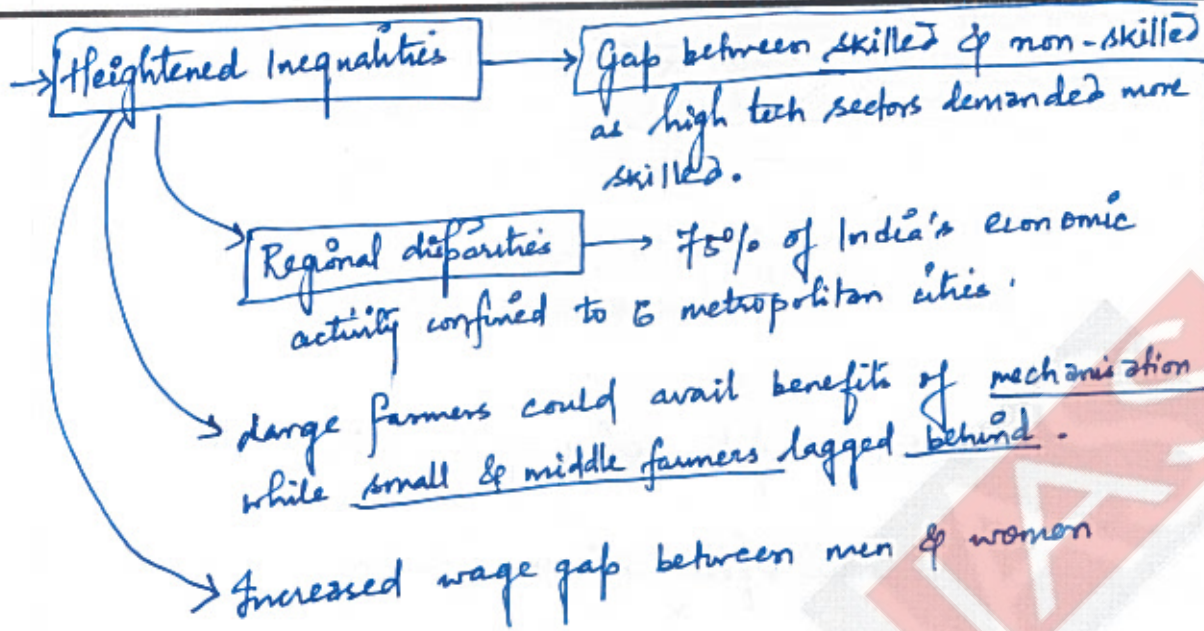 → Heightened Inequalities → Gap between skilled & non-skilled
as high tech sectors demanded more
skilled.
Regional disparities → 75% of India's economic
activity confined to 5 metropolitan cities.
→ Large farmers could avail benefits of mechanisation
while small & middle farmers lagged behind.
→ Increased wage gap between men & women
IAS